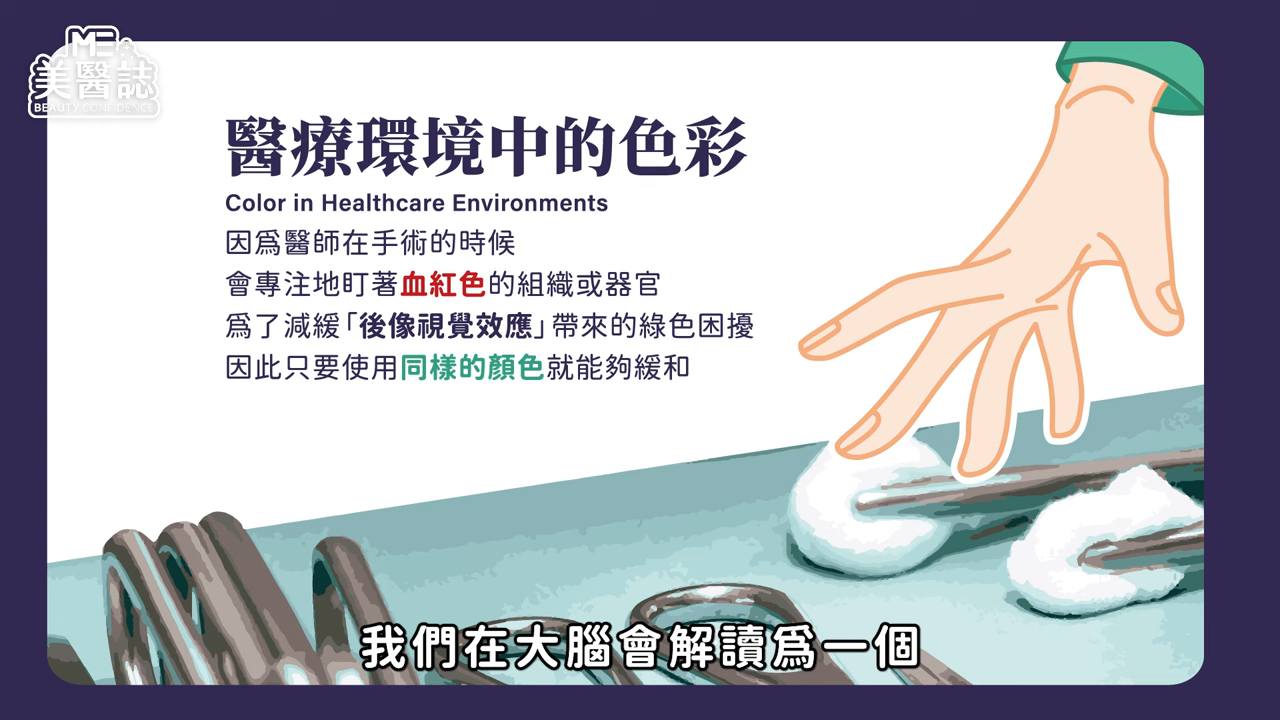 ME
美醫誌
BEAUTY CONFIDENCE
醫療環境中的色彩
Color in Healthcare Environments
因爲醫師在手術的時候
會專注地盯著血紅色的組織或器官
爲了減緩「後像視覺效應」帶來的綠色困擾
因此只要使用同樣的顏色就能夠緩和
我們在大腦會解讀爲一個